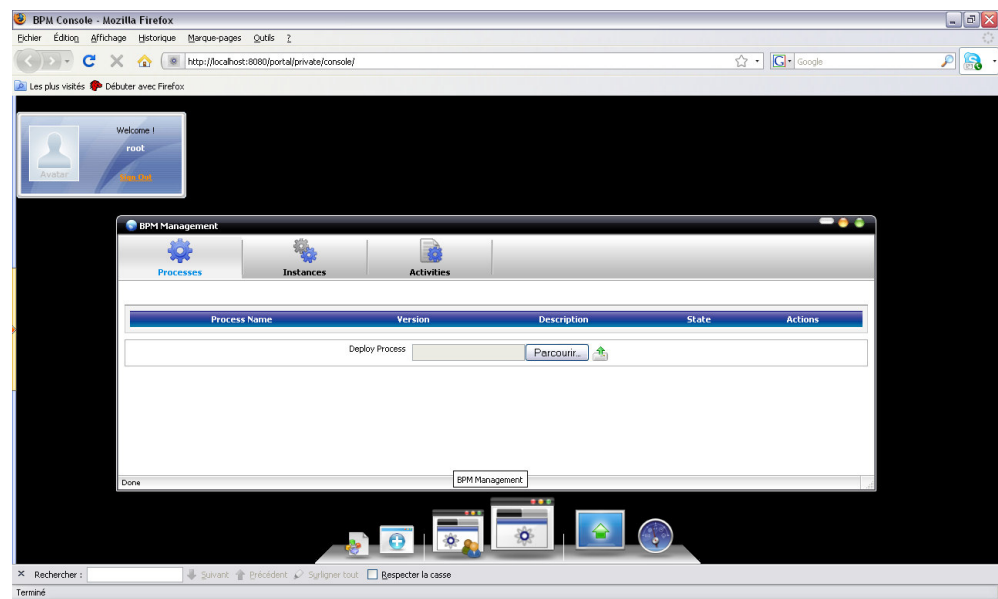 BPM Console - Mozilla Firefox
Fichier Édition Affichage Historique Marque-pages Outils ?
http://localhost:8080/portal/private/console/
Google
Les plus visités Débuter avec Firefox
Welcome !
root
Avatar
Sign Out
BPM Management
Processes Instances Activities
Process Name Version Description State Actions
Deploy Process Parcourir...
Done
BPM Management
Rechercher : Suivant Précédent Surligner tout Respecter la casse
Terminé